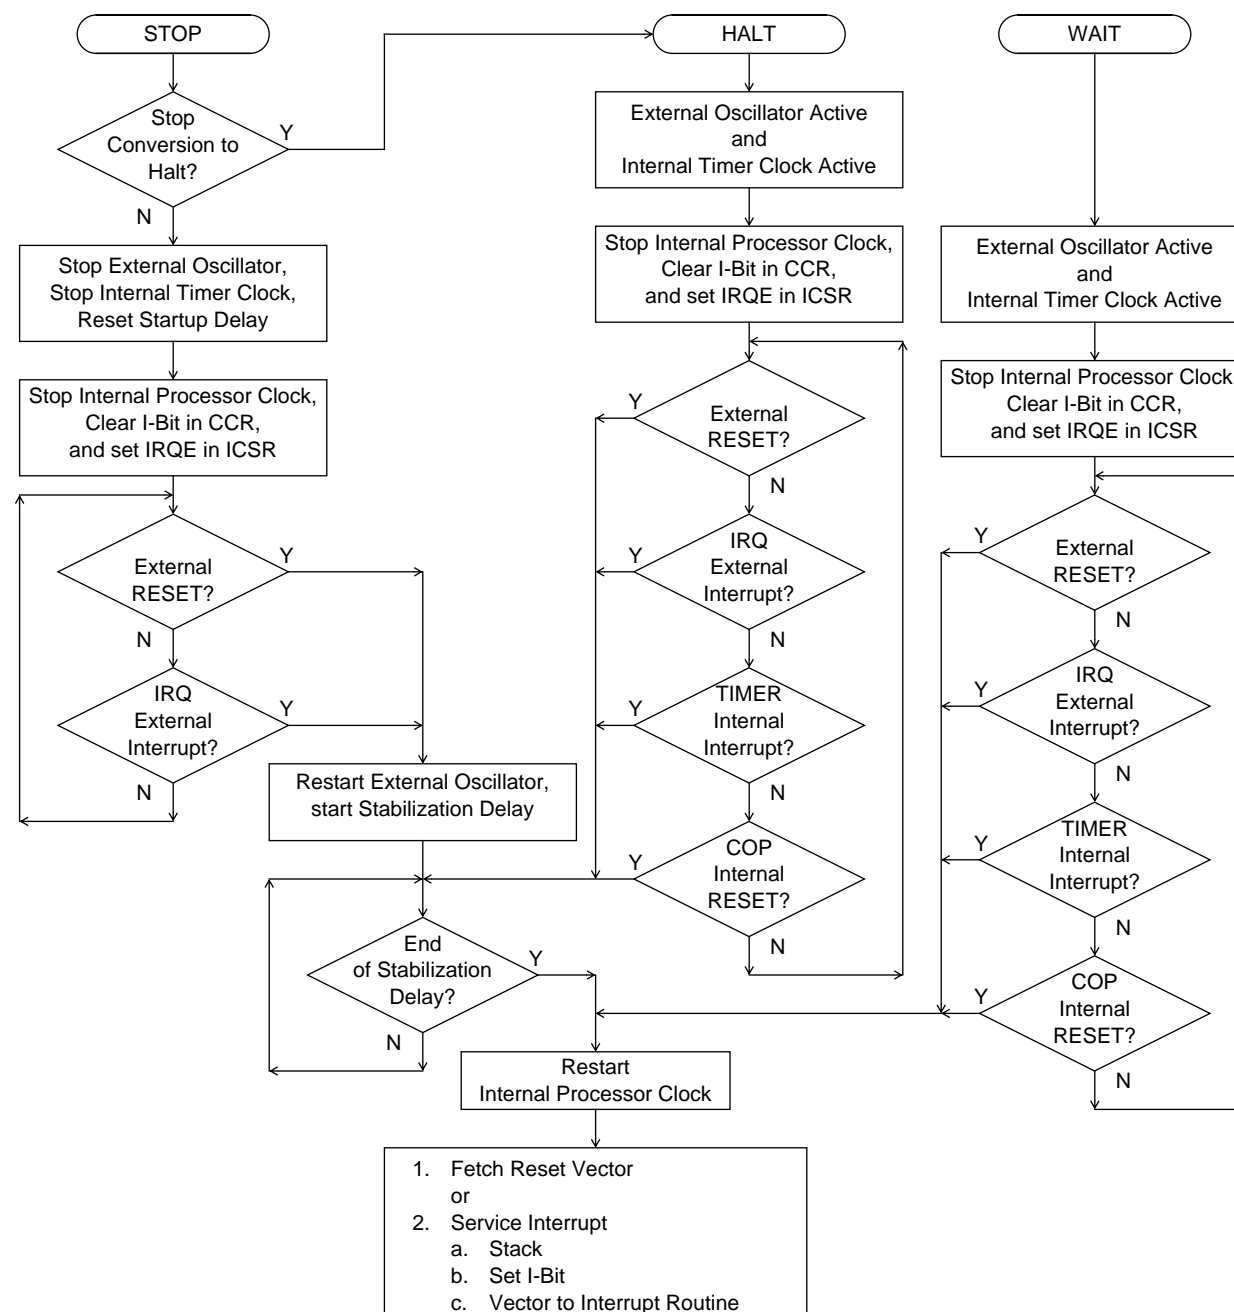 STOP
Stop
Conversion to
Halt?
Y
N
Stop External Oscillator,
Stop Internal Timer Clock,
Reset Startup Delay
Stop Internal Processor Clock,
Clear I-Bit in CCR,
and set IRQE in ICSR
External
RESET?
Y
N
IRQ
External
Interrupt?
Y
N
Restart External Oscillator,
start Stabilization Delay
End
of Stabilization
Delay?
Y
N
HALT
External Oscillator Active
and
Internal Timer Clock Active
Stop Internal Processor Clock,
Clear I-Bit in CCR,
and set IRQE in ICSR
Y
External
RESET?
N
Y
IRQ
External
Interrupt?
N
Y
TIMER
Internal
Interrupt?
N
Y
COP
Internal
RESET?
N
WAIT
External Oscillator Active
and
Internal Timer Clock Active
Stop Internal Processor Clock
Clear I-Bit in CCR,
and set IRQE in ICSR
Y
External
RESET?
N
Y
IRQ
External
Interrupt?
N
Y
TIMER
Internal
Interrupt?
N
Y
COP
Internal
RESET?
N
Restart
Internal Processor Clock
1. Fetch Reset Vector
or
2. Service Interrupt
a. Stack
b. Set I-Bit
c. Vector to Interrupt Routine